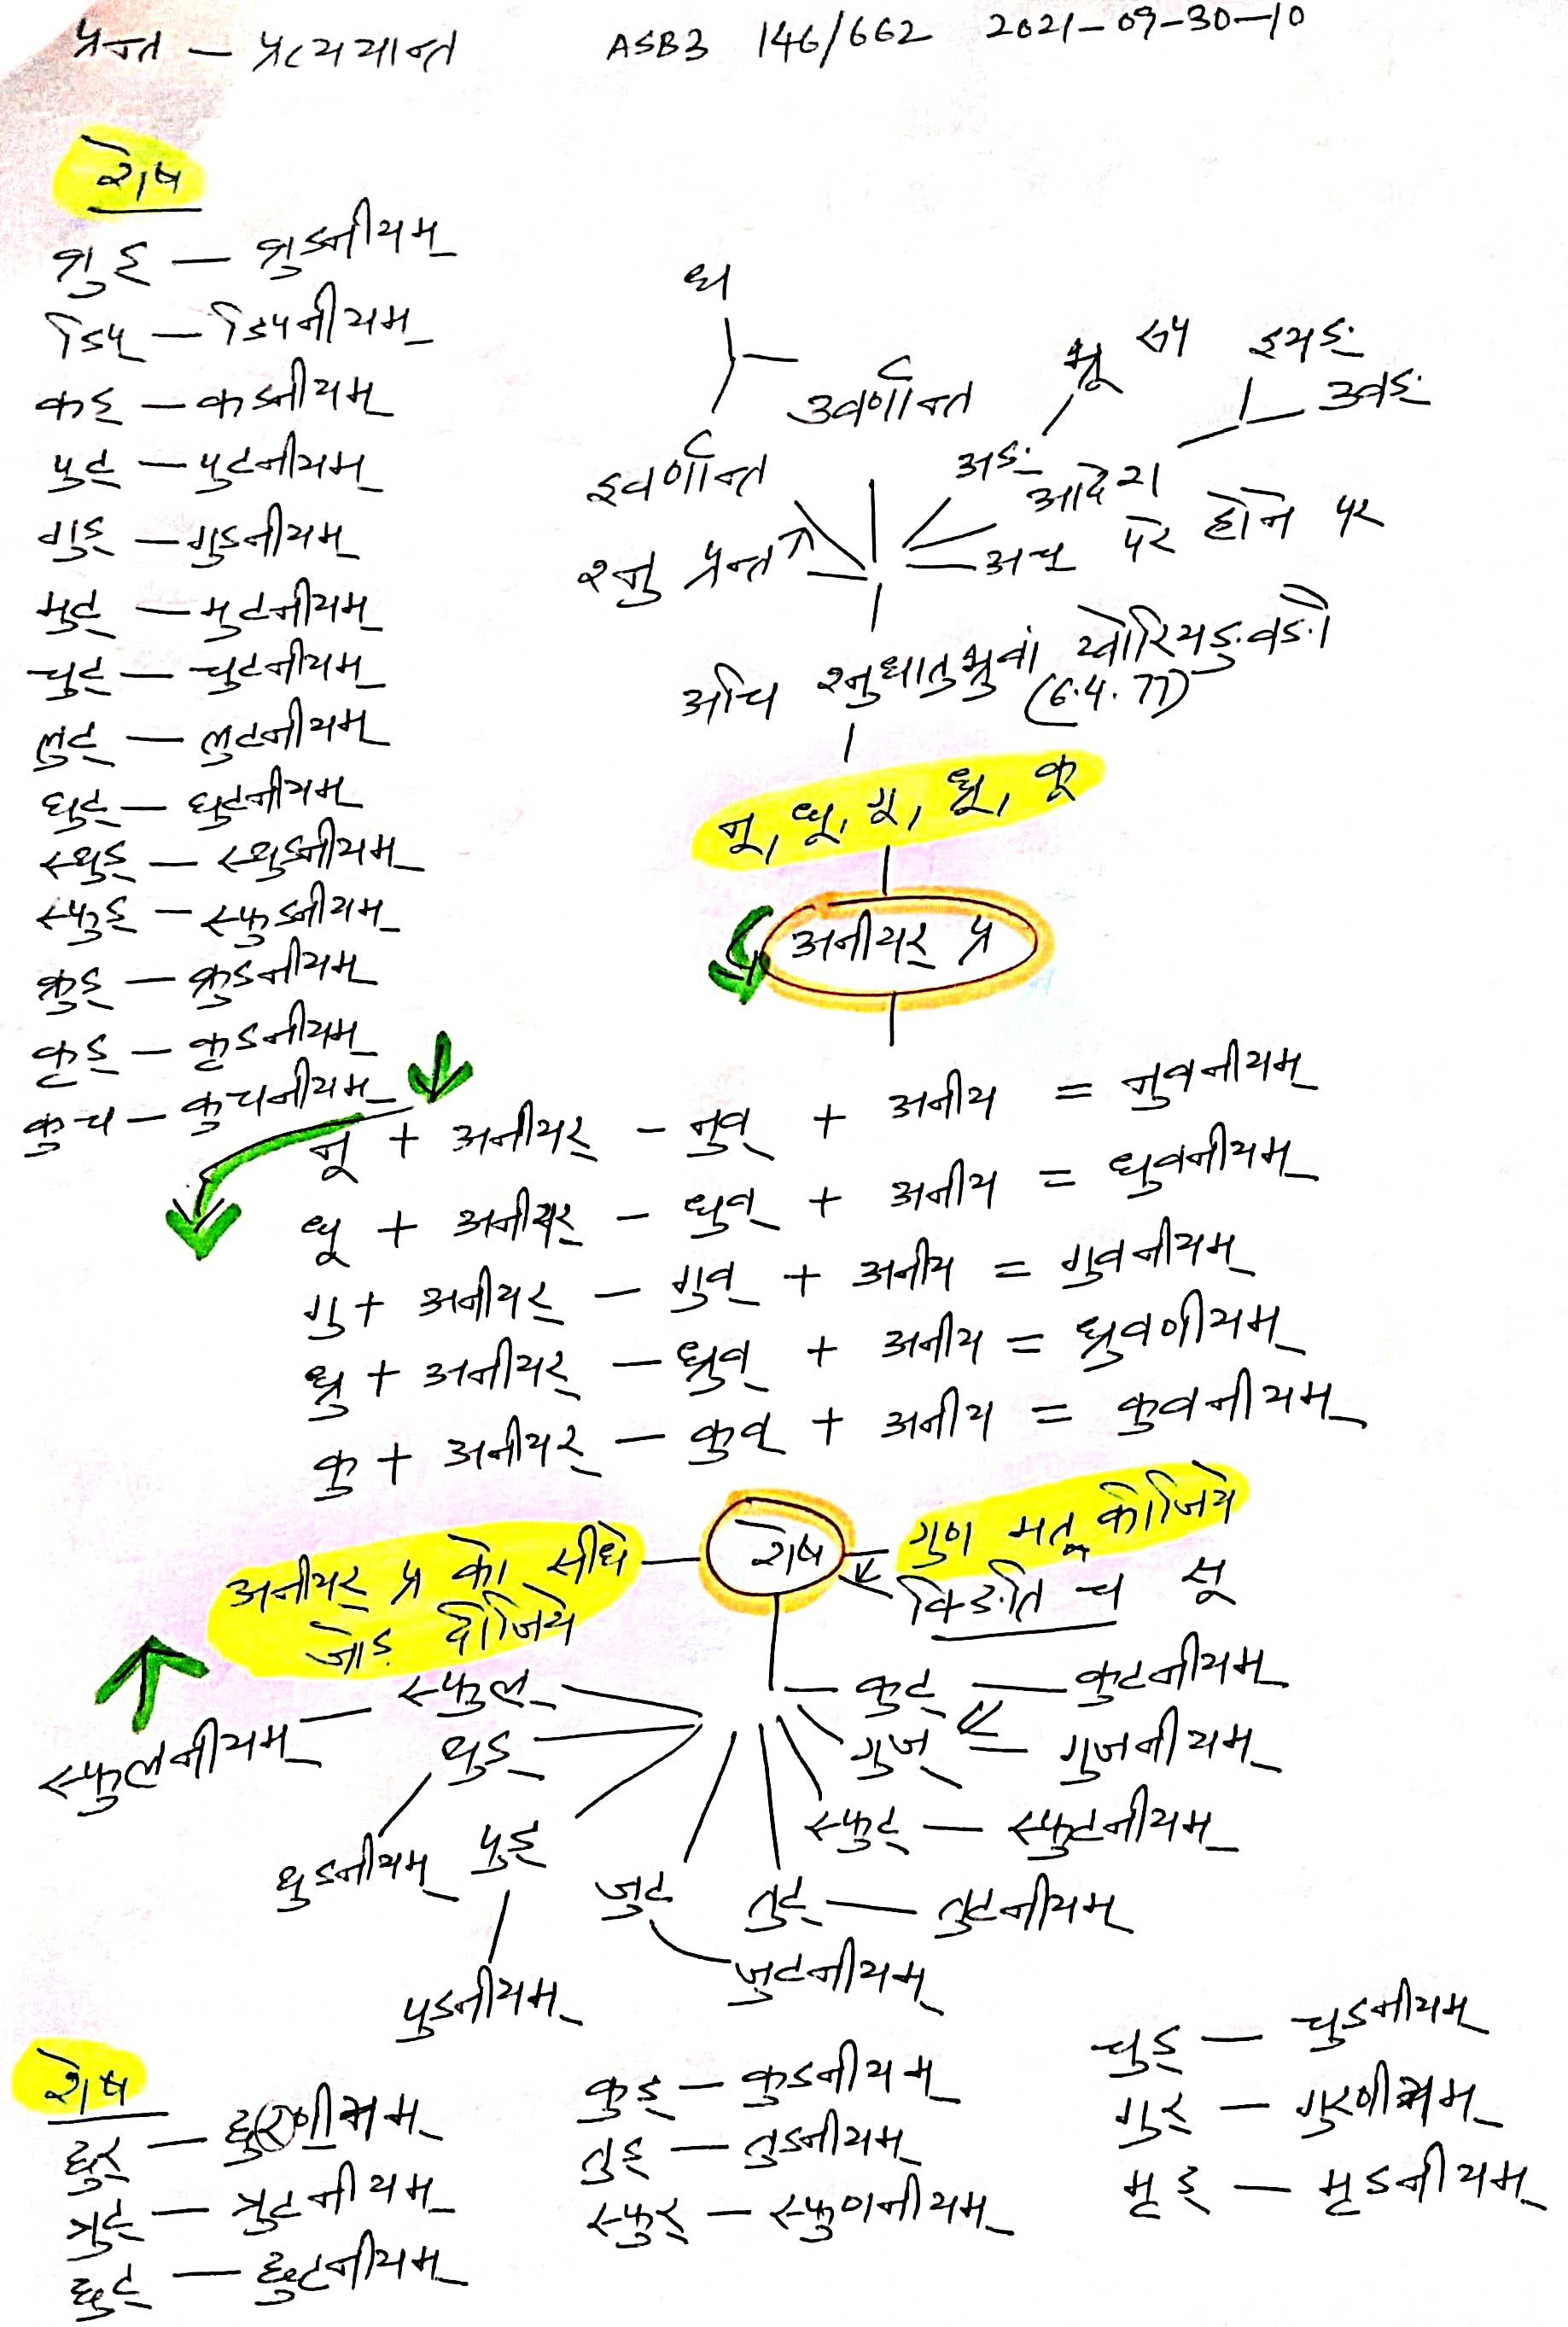 प्रन्त — प्रत्ययान्त ASB3 146/662 2021-09-30-10
शेष
भ्रुड् — भ्रुडनीयम्
डिप् — डिपनीयम्
कड् — कडनीयम्
पुट् — पुटनीयम्
गुड् — गुडनीयम्
मुट् — मुटनीयम्
चुट् — चुटनीयम्
लुट् — लुटनीयम्
घुट् — घुटनीयम्
स्थुड् — स्थुडनीयम्
स्फुड् — स्फुडनीयम्
क्रुड् — क्रुडनीयम्
कृड् — कृडनीयम्
कुच — कुचनीयम्
धा
इवर्णान्त उवर्णान्त
भ्रू रूप इयङ् उवङ्
श्नु प्रन्त अङ्ग आदेश
अच् परे होने पर
अचि श्नुधातुभ्रुवां य्वोरियङुवङौ
(6.4.77)
नू, धू, गु, ध्रु, कू
अनीयर् प्र
नू + अनीयर् – नुव् + अनीय = नुवनीयम्
धू + अनीयर् – धुव् + अनीय = धुवनीयम्
गु + अनीयर् – गुव् + अनीय = गुवनीयम्
ध्रु + अनीयर् – ध्रुव् + अनीय = ध्रुवणीयम्
कु + अनीयर् – कुव् + अनीय = कुवनीयम्
अनीयर् प्र को सीधे
जोड़ दीजिये
शेष
गुण मत् कीजिये
क्ङिति च सू
कुट् — कुटनीयम्
गुज् — गुजनीयम्
स्फुट् — स्फुटनीयम्
तुट् — तुटनीयम्
जुट — जुटनीयम्
पुड् — पुडनीयम्
थुड् — थुडनीयम्
स्फुल् — स्फुलनीयम्
शेष
छुर् — छुरणीयम्
त्रुट् — त्रुटनीयम्
छुट् — छुटनीयम्
कुड् — कुडनीयम्
तुड् — तुडनीयम्
स्फुर् — स्फुणनीयम्
चुड् — चुडनीयम्
गुर् — गुरणीयम्
मृड् — मृडनीयम्